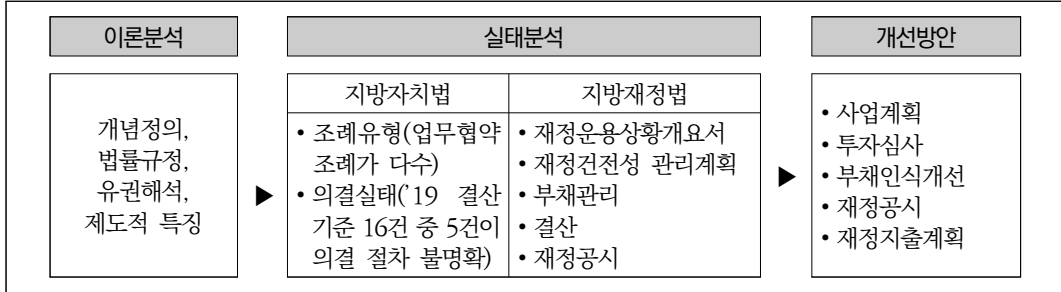 이론분석
실태분석
개선방안
개념정의,
법률규정,
유권해석,
제도적 특징
▶
지방자치법
• 조례유형(업무협약
조례가 다수)
• 의결실태('19 결산
기준 16건 중 5건이
의결 절차 불명확)
지방재정법
• 재정운용상황개요서
• 재정건전성 관리계획
• 부채관리
• 결산
• 재정공시
▶
• 사업계획
• 투자심사
• 부채인식개선
• 재정공시
• 재정지출계획